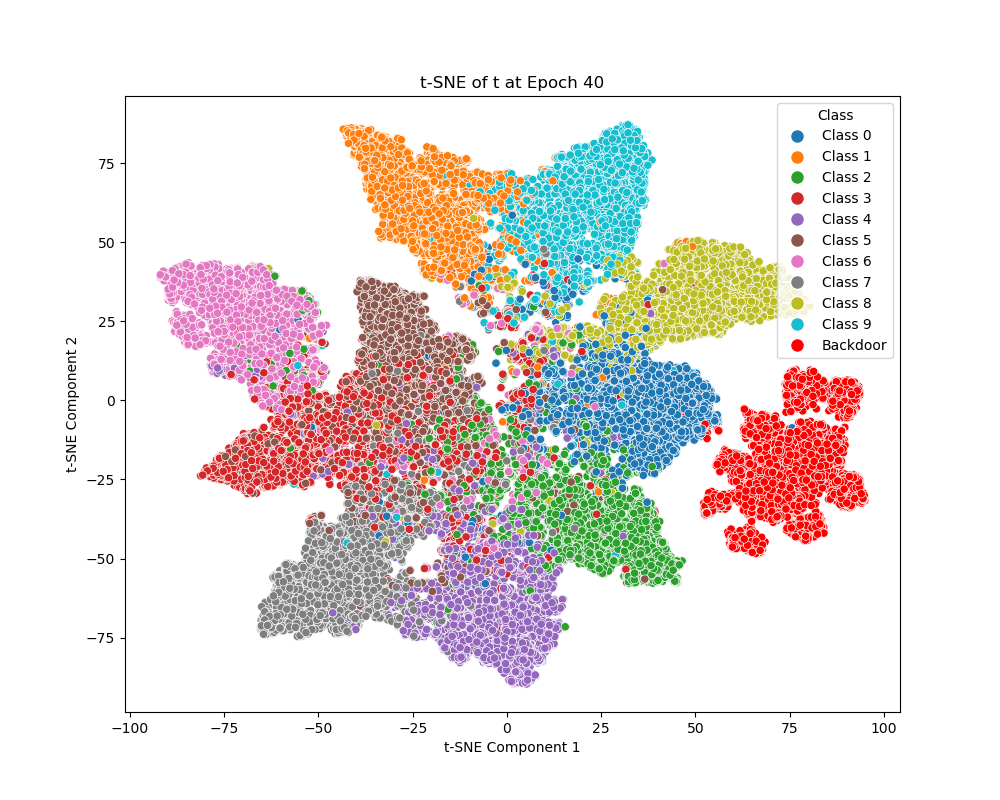 t-SNE of t at Epoch 40
Class
Class 0
Class 1
Class 2
Class 3
Class 4
Class 5
Class 6
Class 7
Class 8
Class 9
Backdoor
75
50
25
0
−25
−50
−75
t-SNE Component 2
−100
−75
−50
−25
0
25
50
75
100
t-SNE Component 1